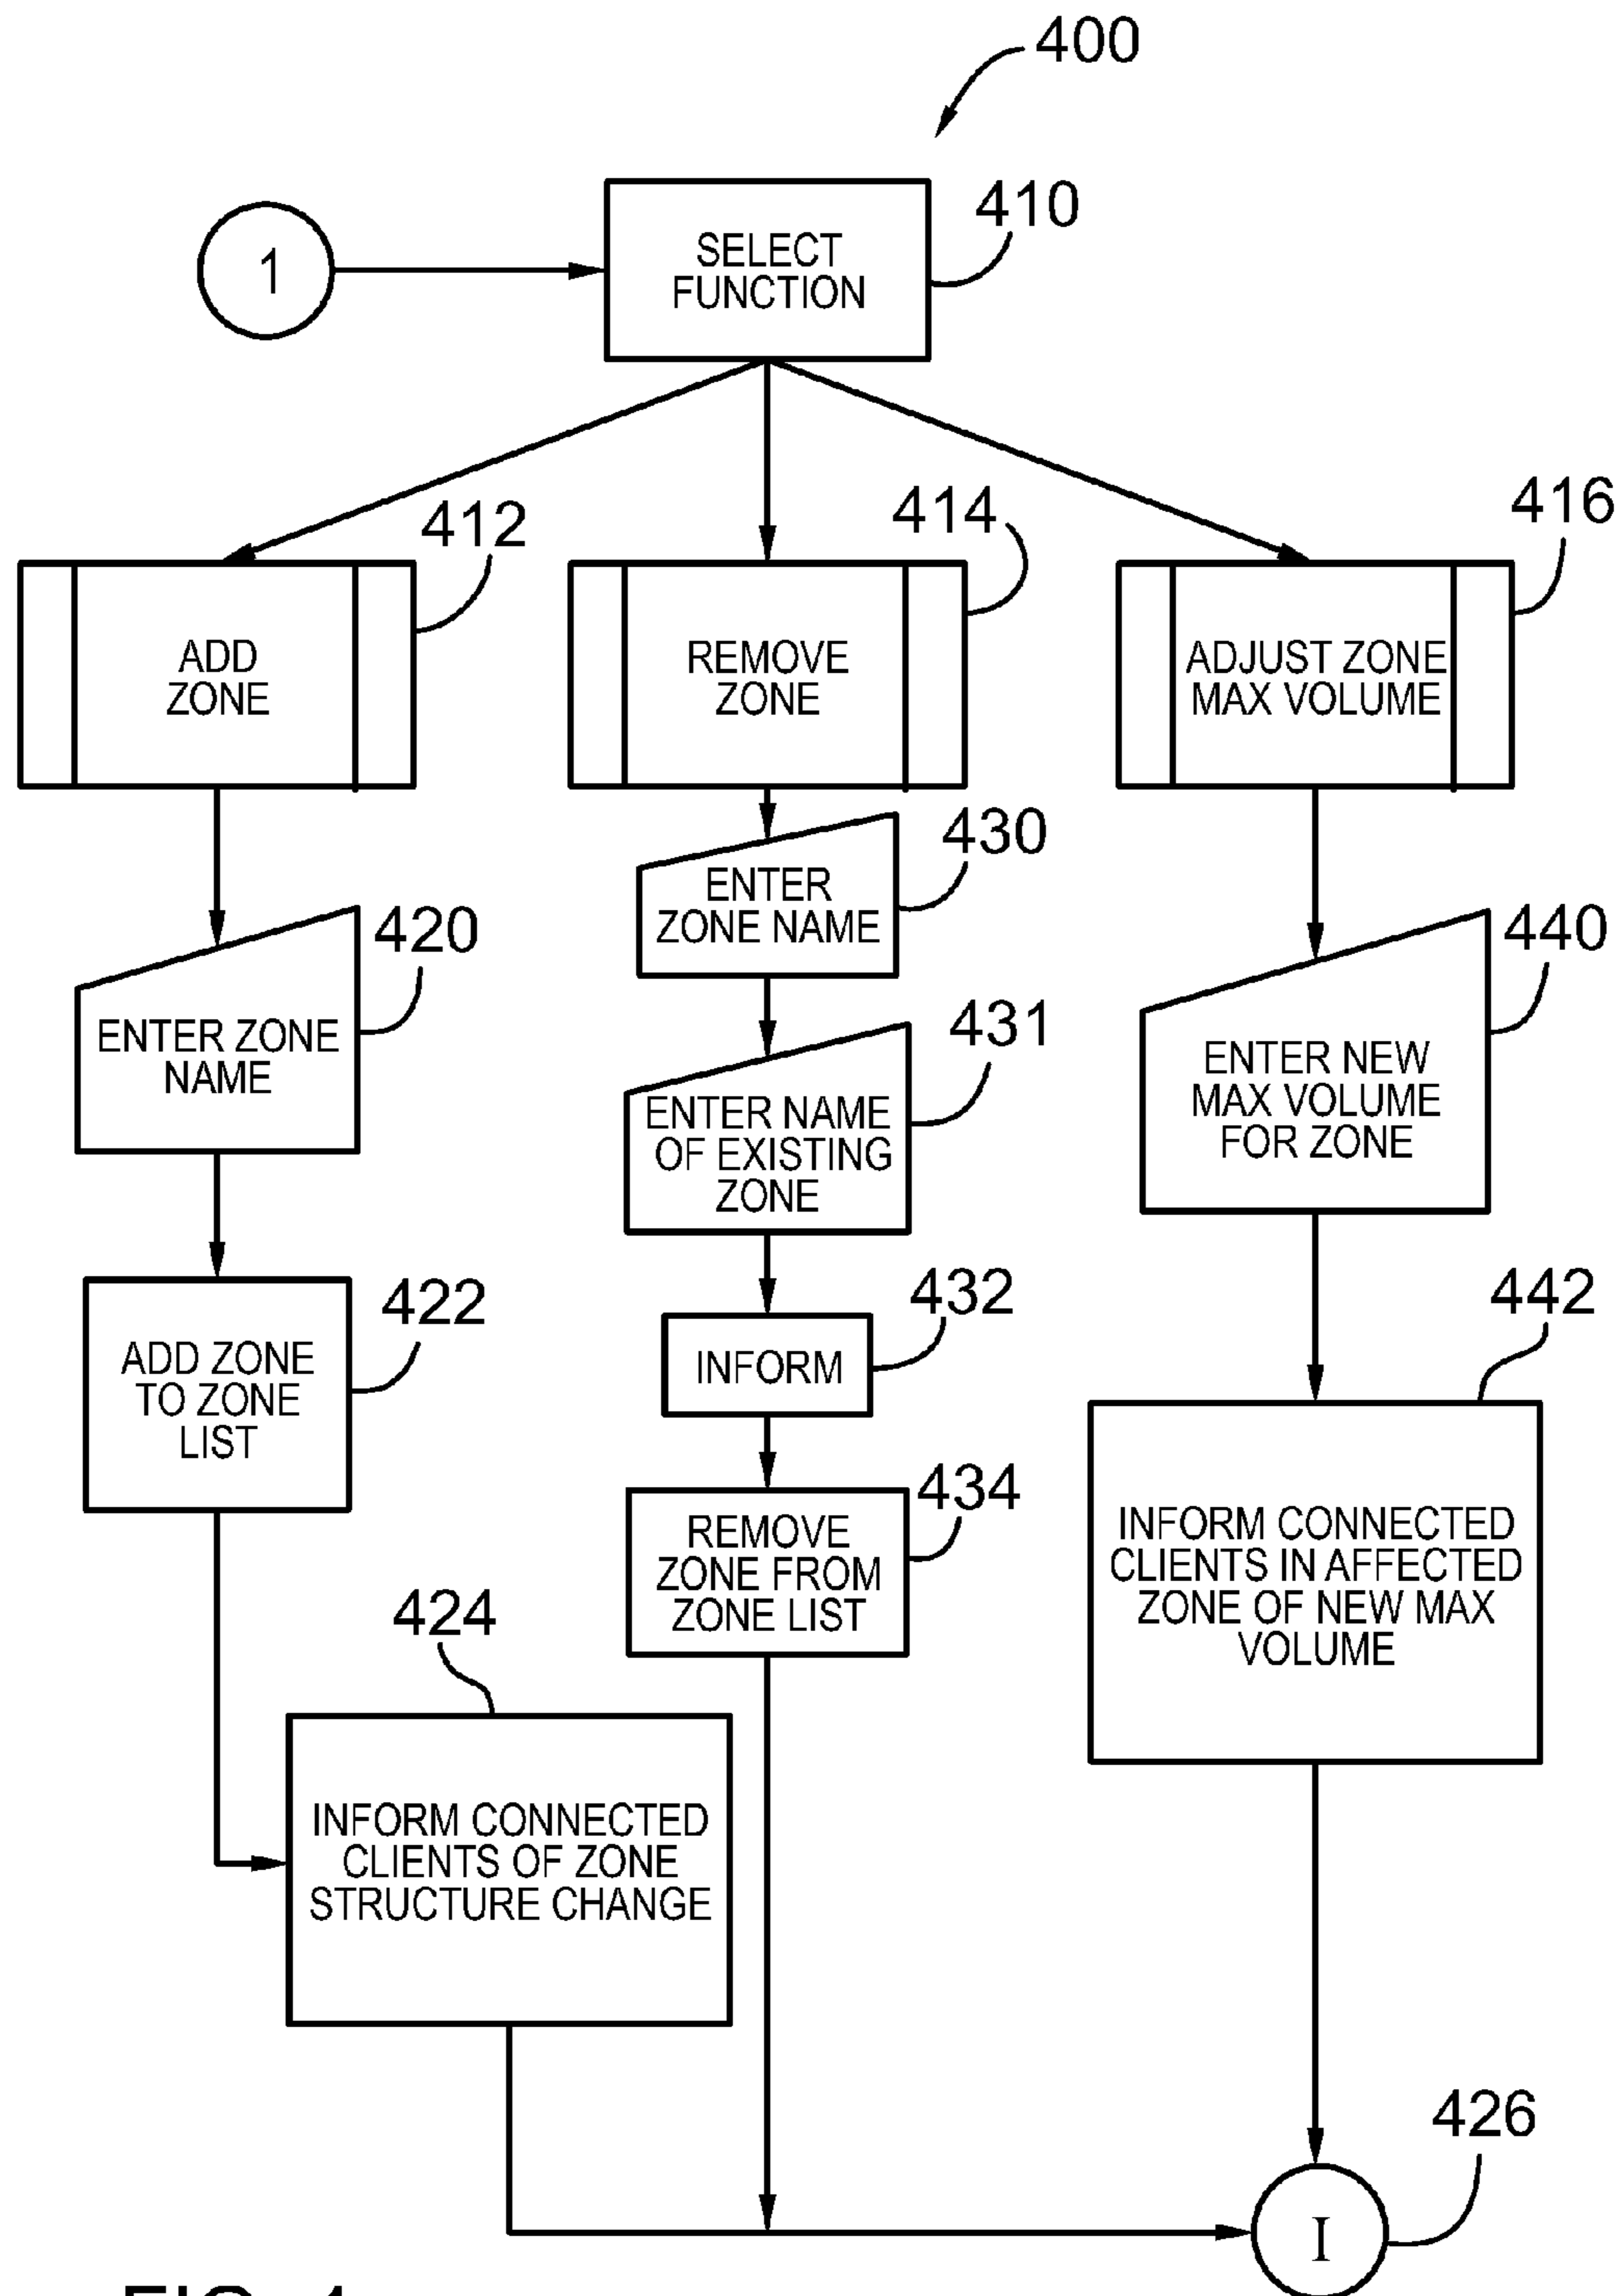 400
1
SELECT
FUNCTION
410
412
414
416
ADD
ZONE
REMOVE
ZONE
ADJUST ZONE
MAX VOLUME
420
ENTER ZONE
NAME
430
ENTER
ZONE NAME
440
ENTER NEW
MAX VOLUME
FOR ZONE
431
ENTER NAME
OF EXISTING
ZONE
422
ADD ZONE
TO ZONE
LIST
432
INFORM
442
INFORM CONNECTED
CLIENTS IN AFFECTED
ZONE OF NEW MAX
VOLUME
434
REMOVE
ZONE FROM
ZONE LIST
424
INFORM CONNECTED
CLIENTS OF ZONE
STRUCTURE CHANGE
426
I